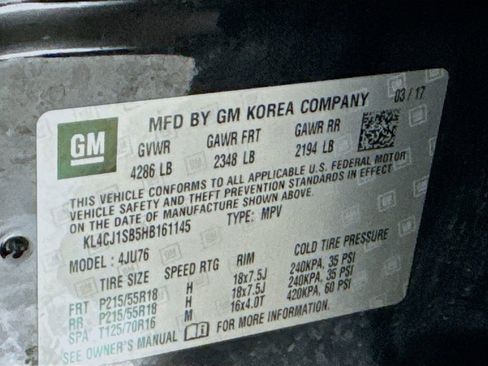 GM
MFD BY GM KOREA COMPANY 03/17
GVWR GAWR FRT GAWR RR
4286 LB 2348 LB 2194 LB
THIS VEHICLE CONFORMS TO ALL APPLICABLE U.S. FEDERAL MOTOR
VEHICLE SAFETY AND THEFT PREVENTION STANDARDS IN EFFECT
ON THE DATE OF MANUFACTURE SHOWN ABOVE.
KL4CJ1SB5HB161145 TYPE: MPV
MODEL: 4JU76
TIRE SIZE SPEED RTG RIM COLD TIRE PRESSURE
FRT P215/55R18 H 18x7.5J 240KPA, 35 PSI
RR P215/55R18 H 18x7.5J 240KPA, 35 PSI
SPA T125/70R16 M 16x4.0T 420KPA, 60 PSI
SEE OWNER'S MANUAL FOR MORE INFORMATION.